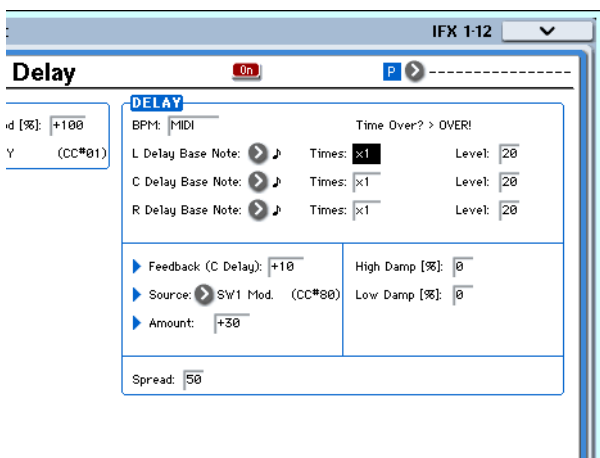 IFX 1-12
Delay On P ----------------
DELAY
od [%]: +100 BPM: MIDI Time Over? > OVER!
Y (CC#01) L Delay Base Note: ♪ Times: x1 Level: 20
C Delay Base Note: ♪ Times: x1 Level: 20
R Delay Base Note: ♪ Times: x1 Level: 20
Feedback (C Delay): +10 High Damp [%]: 0
Source: SW1 Mod. (CC#80) Low Damp [%]: 0
Amount: +30
Spread: 50